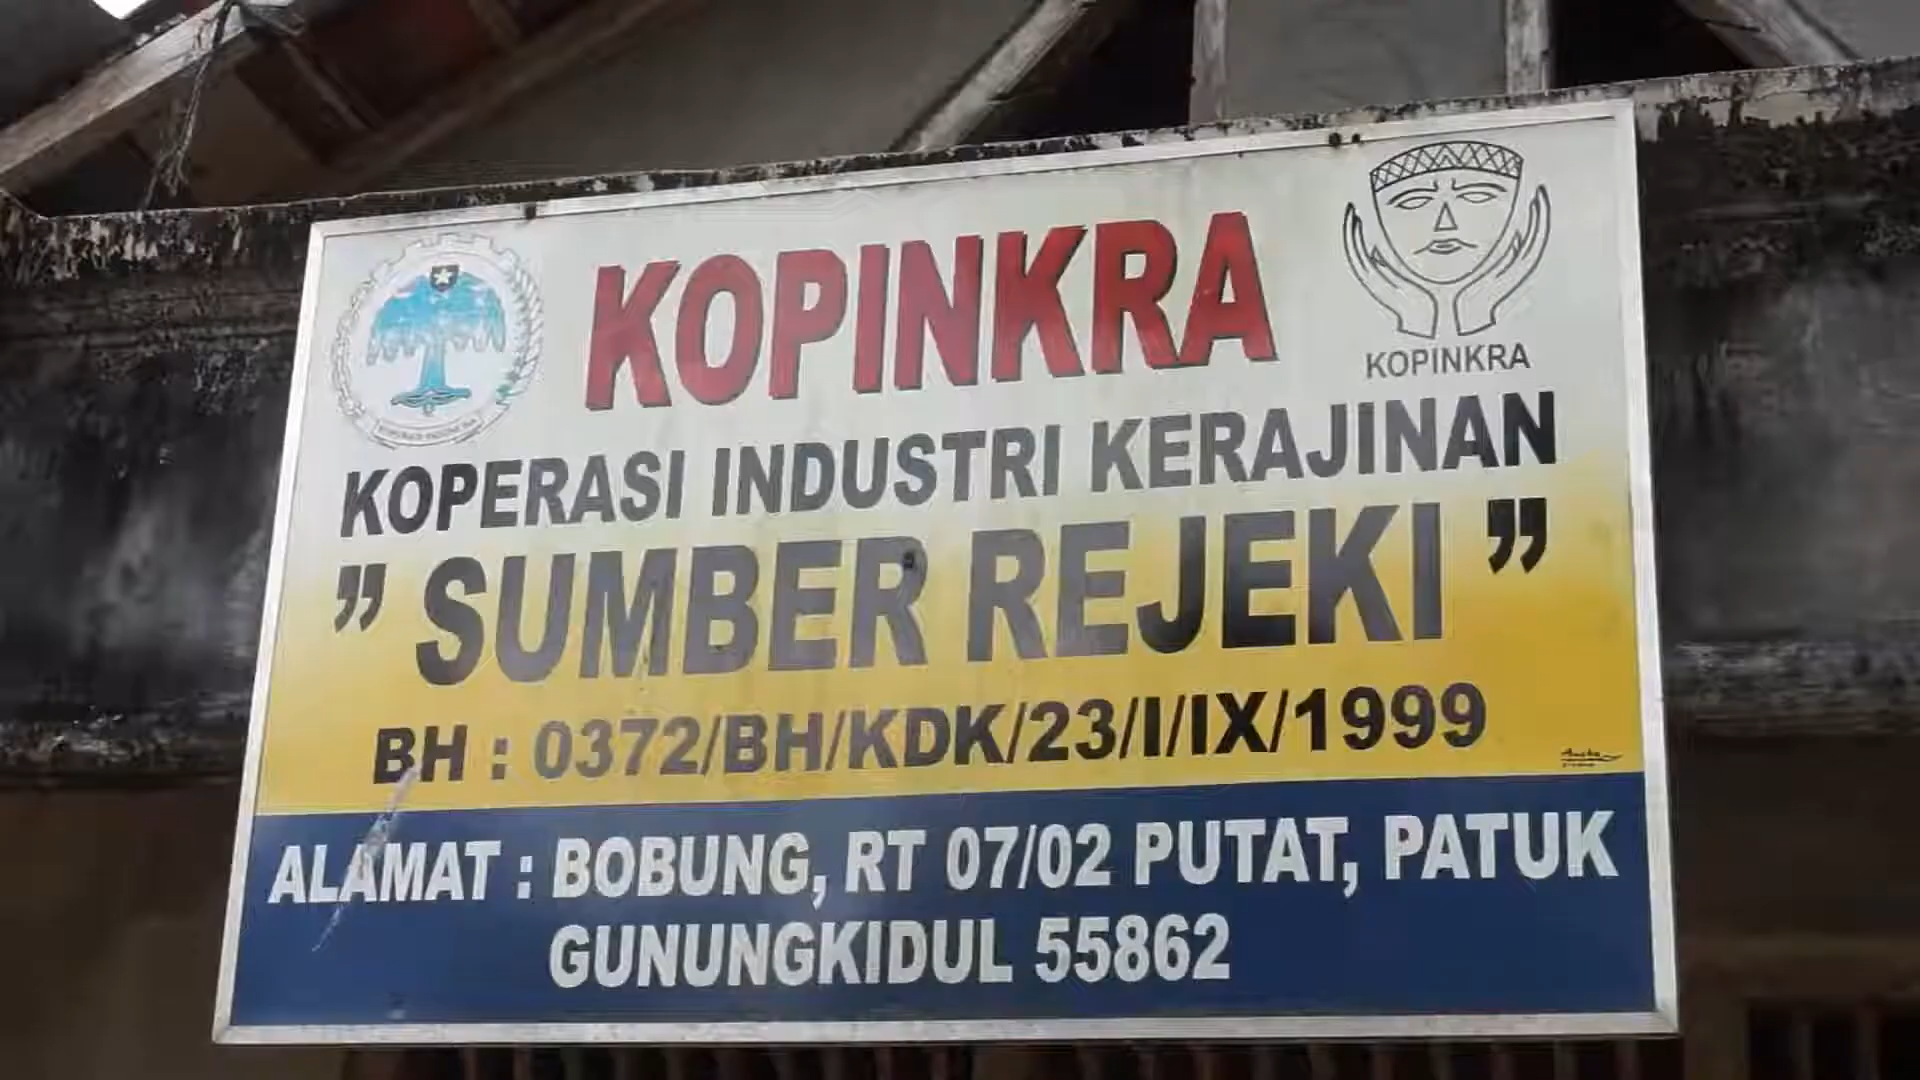 KOPINKRA
KOPINKRA
KOPERASI INDUSTRI KERAJINAN
" SUMBER REJEKI "
BH : 0372/BH/KDK/23/I/IX/1999
ALAMAT : BOBUNG, RT 07/02 PUTAT, PATUK
GUNUNGKIDUL 55862